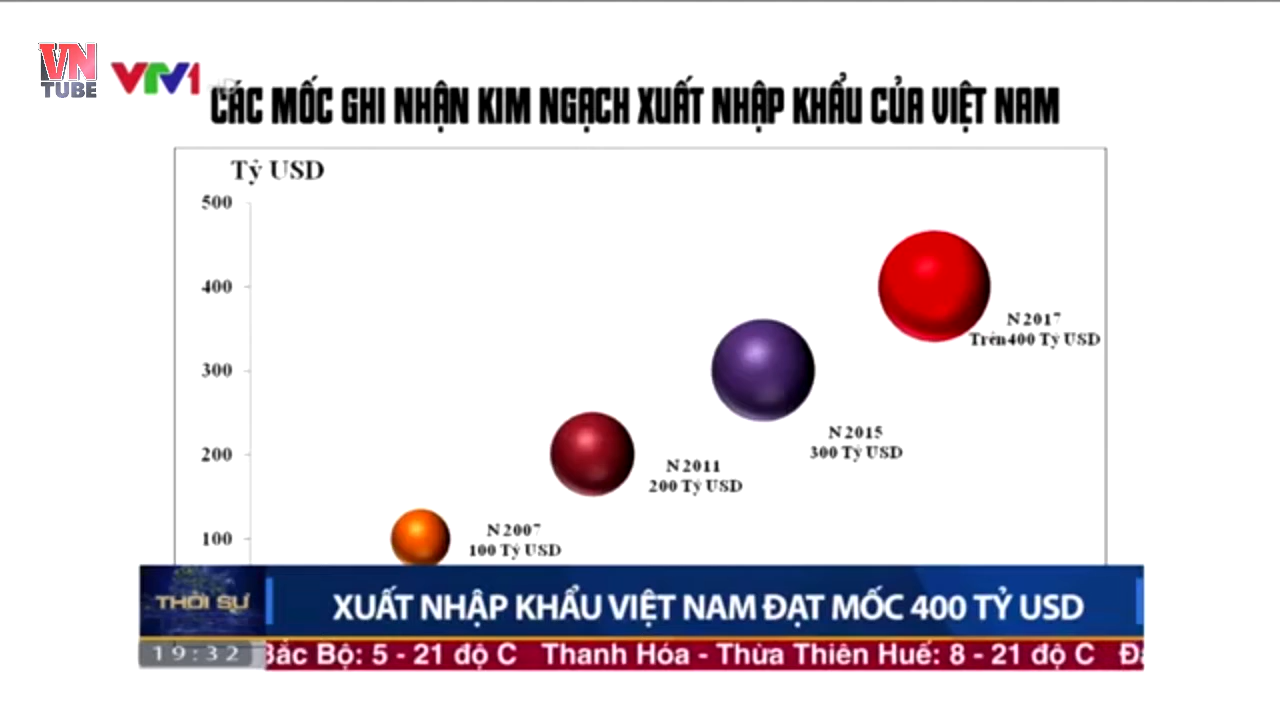 VN
TUBE
VTV1
HD
CÁC MỐC GHI NHẬN KIM NGẠCH XUẤT NHẬP KHẨU CỦA VIỆT NAM
Tỷ USD
500
400
300
200
100
N 2017
Trên 400 Tỷ USD
N 2015
300 Tỷ USD
N 2011
200 Tỷ USD
N 2007
100 Tỷ USD
THỜI SỰ
XUẤT NHẬP KHẨU VIỆT NAM ĐẠT MỐC 400 TỶ USD
19:32
Bắc Bộ: 5 - 21 độ C Thanh Hóa - Thừa Thiên Huế: 8 - 21 độ C